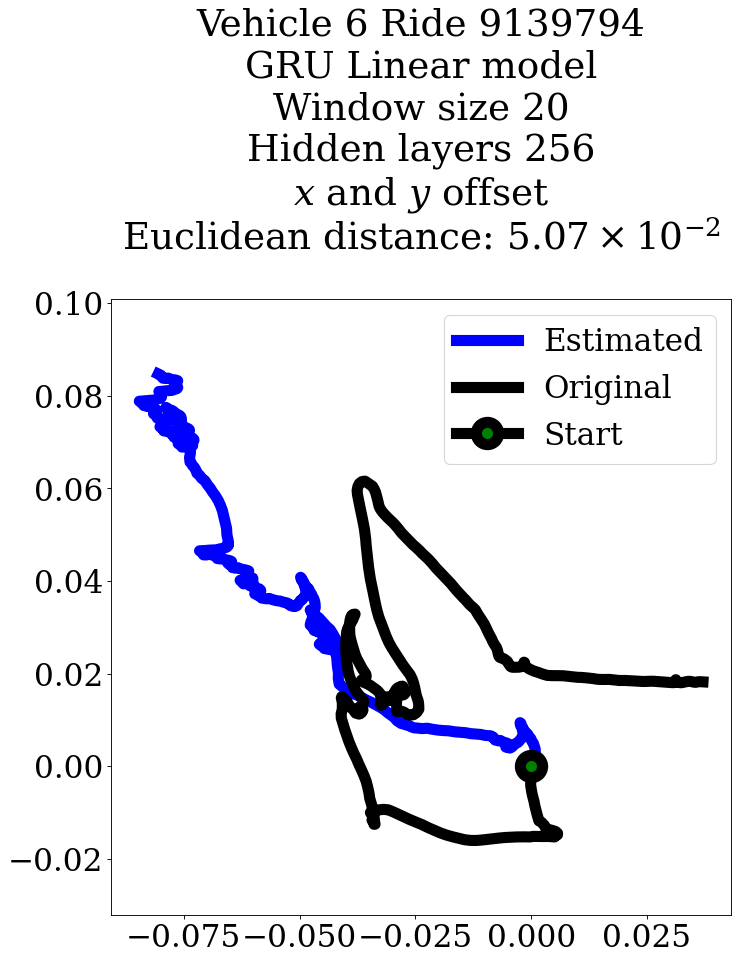 Vehicle 6 Ride 9139794
GRU Linear model
Window size 20
Hidden layers 256
x and y offset
Euclidean distance: 5.07 × 10⁻²
0.10
0.08
0.06
0.04
0.02
0.00
−0.02
Estimated
Original
Start
−0.075 −0.050 −0.025 0.000 0.025